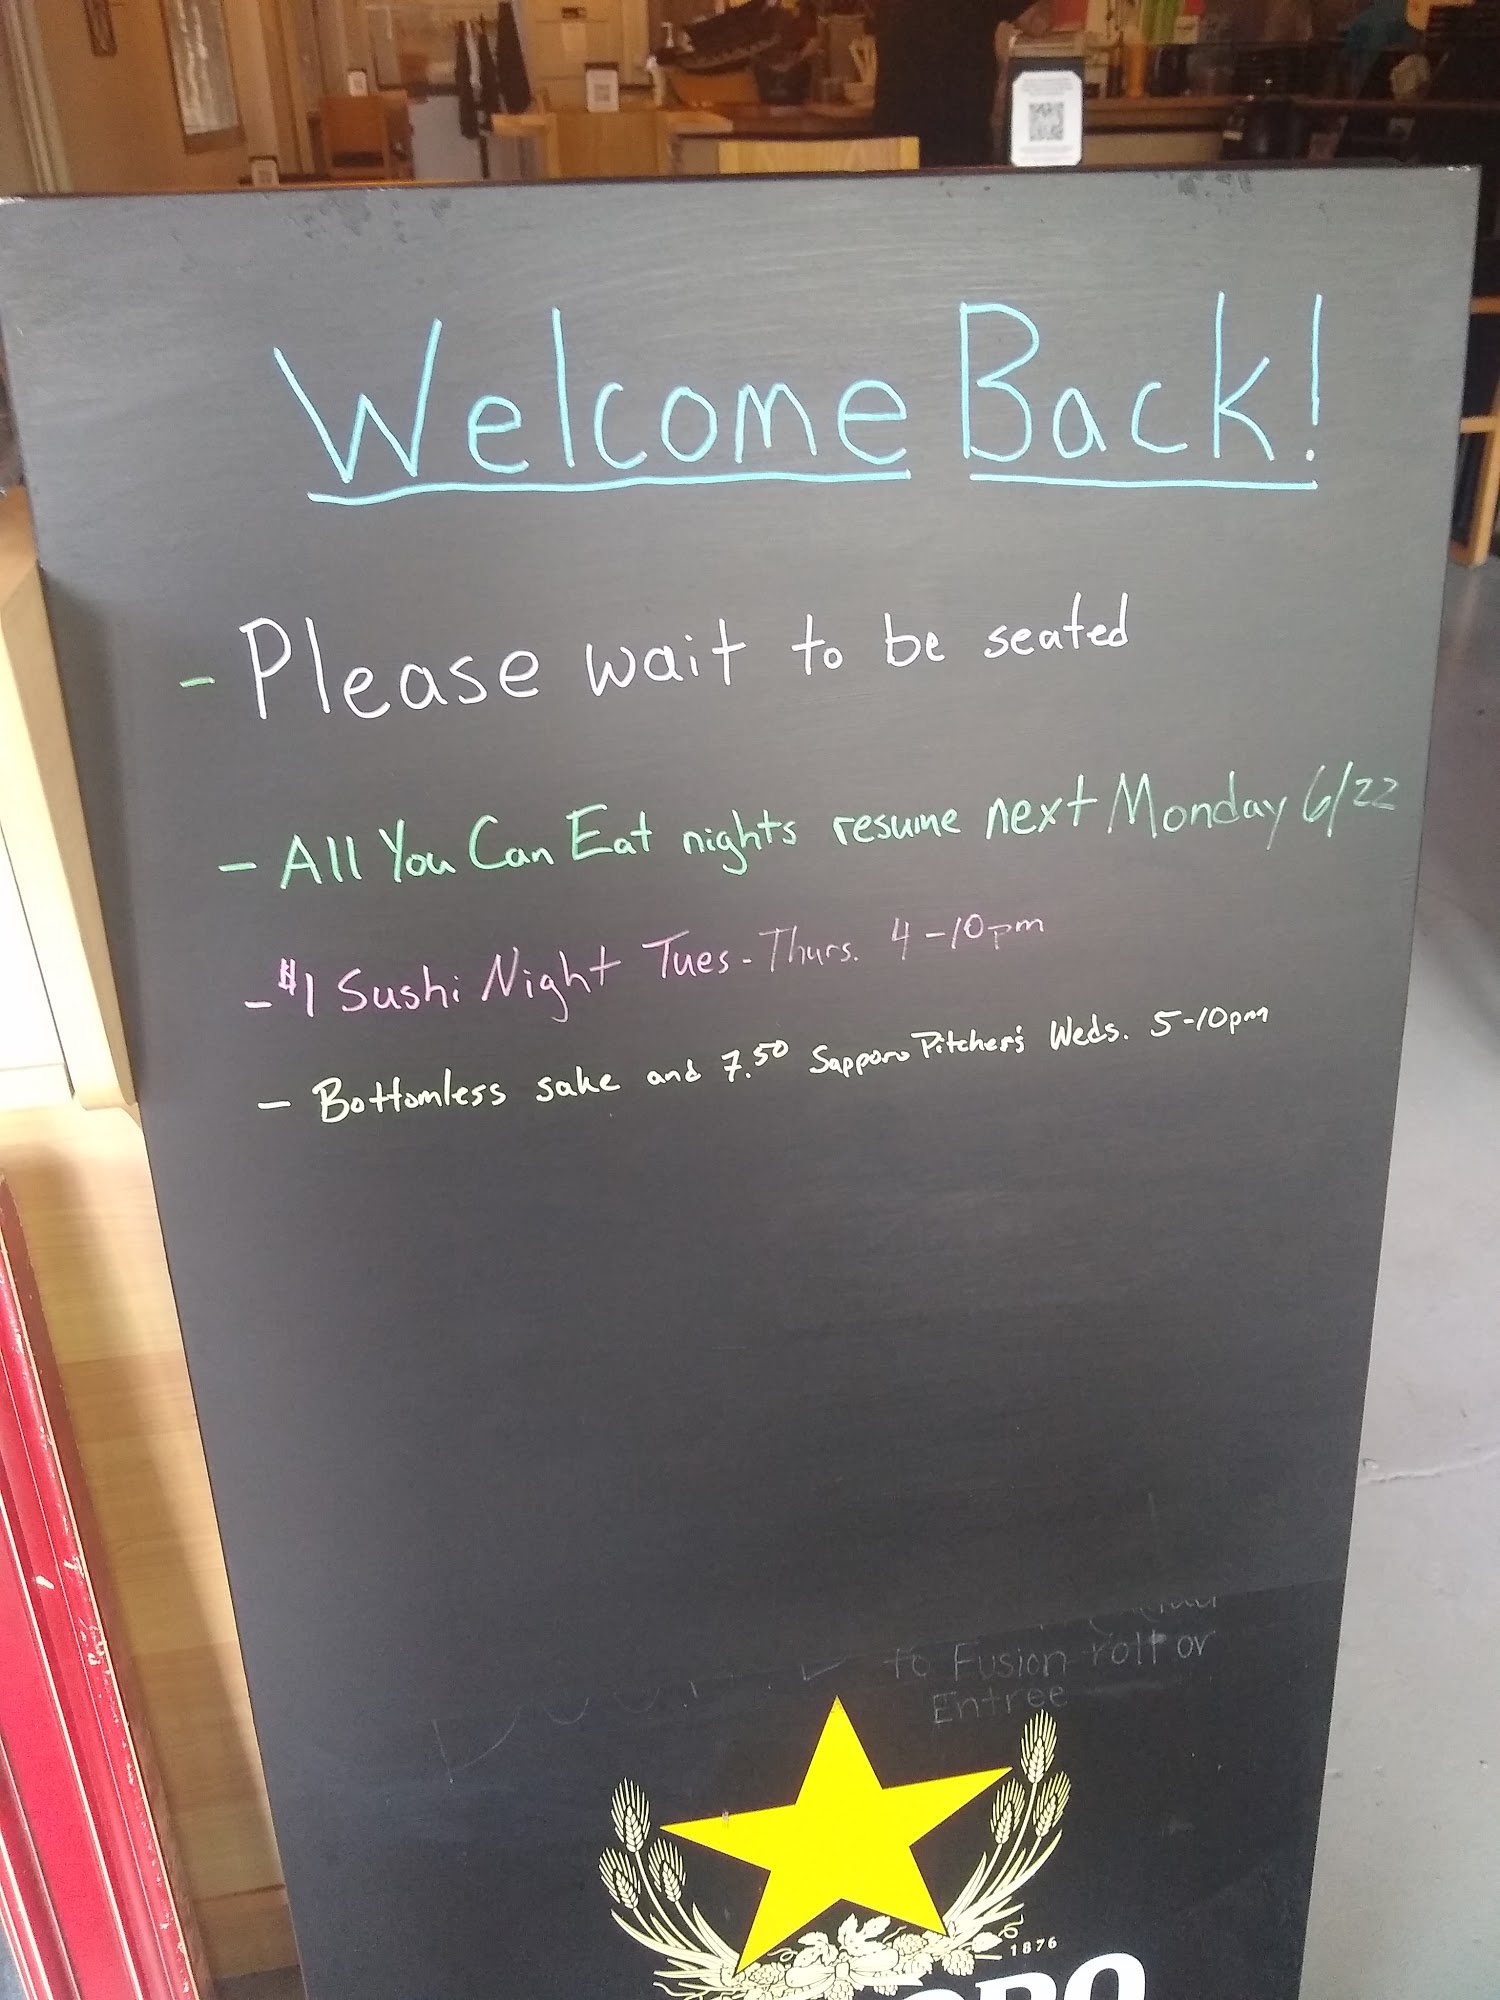 Welcome Back!
- Please wait to be seated
- All You Can Eat nights resume next Monday 6/22
- $1 Sushi Night Tues - Thurs. 4-10pm
- Bottomless sake and 7.50 Sapporo Pitcher's Weds. 5-10pm
to Fusion roll or
Entree
1876